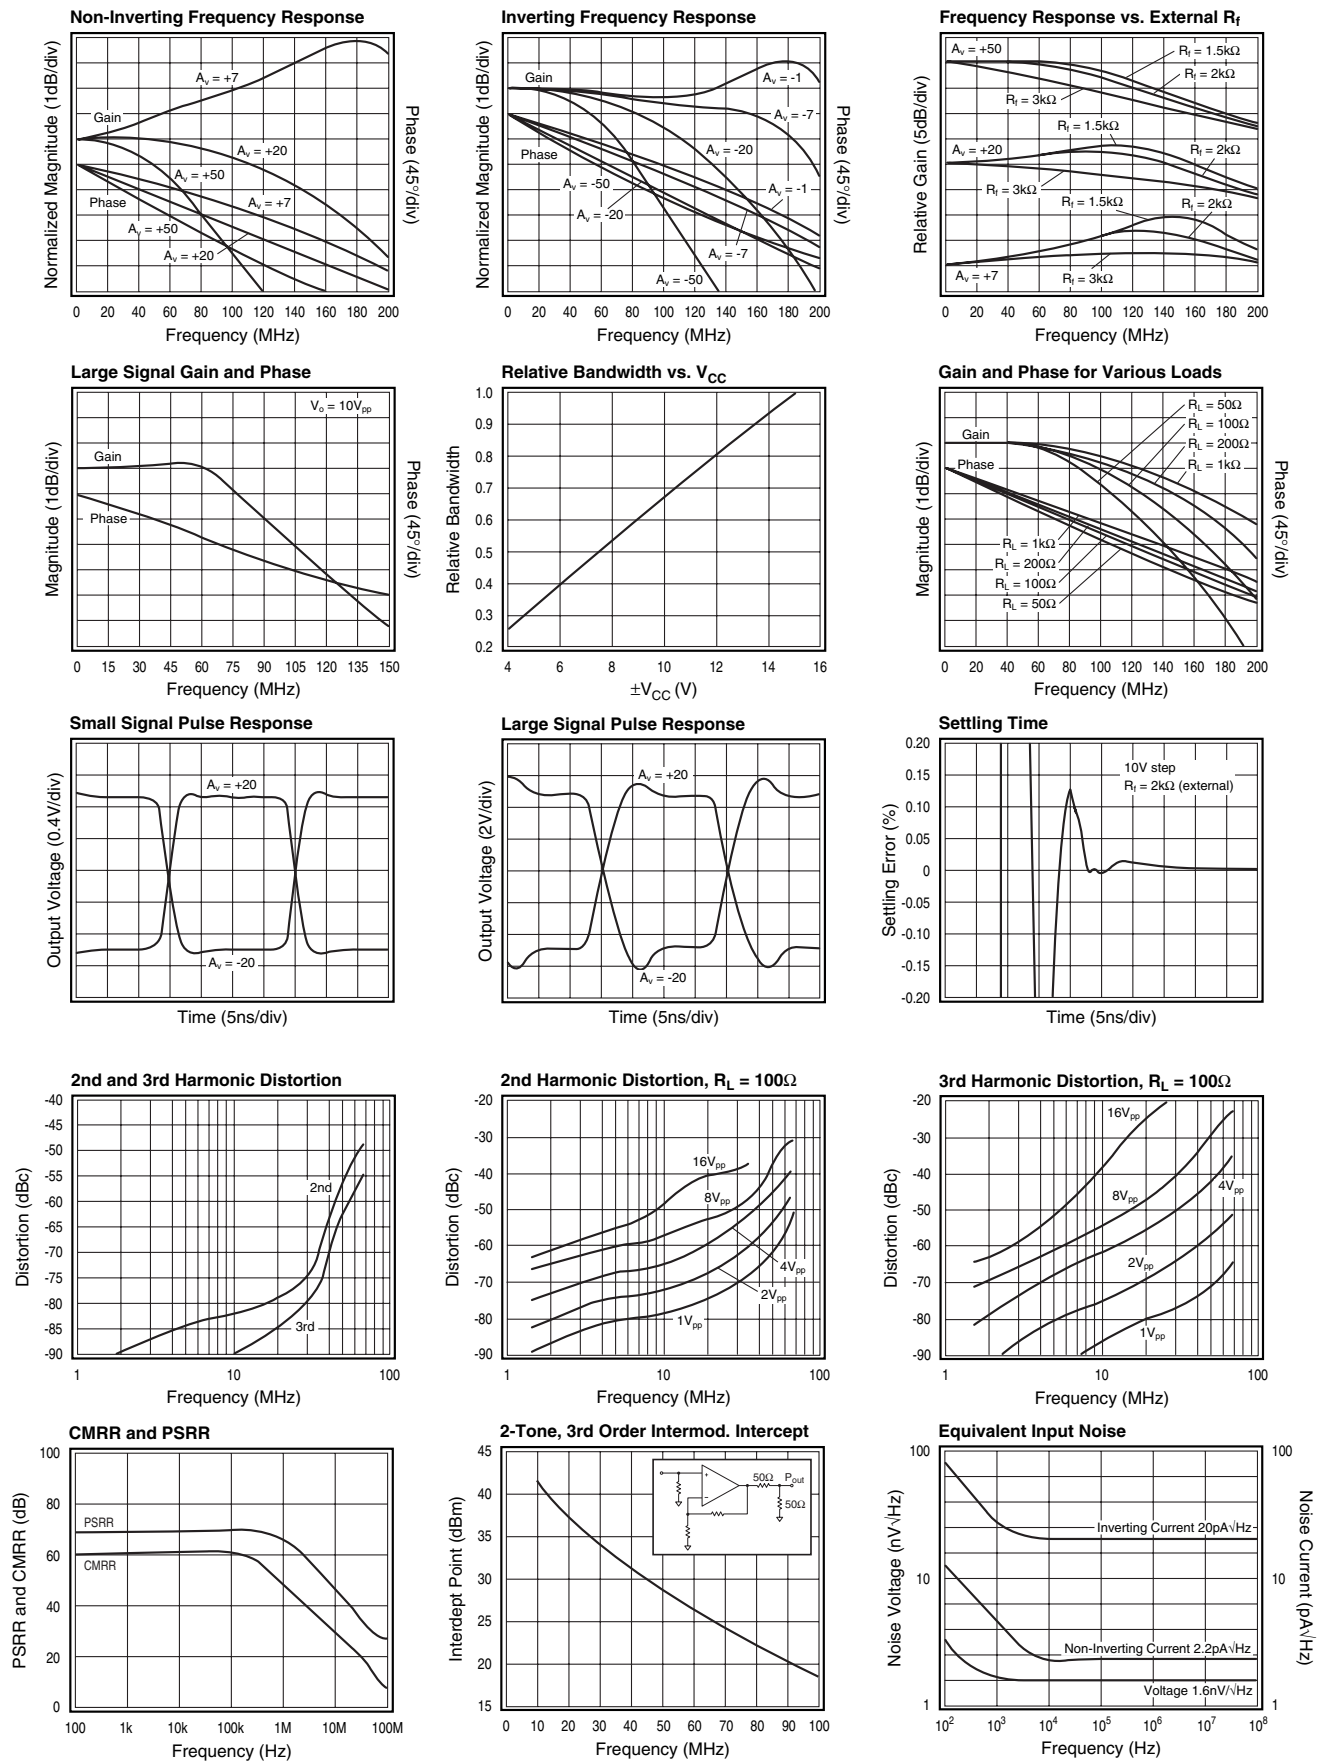 Non-Inverting Frequency Response
Normalized Magnitude (1dB/div)
Phase (45°/div)
Gain
Phase
Av = +7
Av = +20
Av = +50
Av = +7
Av = +50
Av = +20
0 20 40 60 80 100 120 140 160 180 200
Frequency (MHz)
Inverting Frequency Response
Normalized Magnitude (1dB/div)
Phase (45°/div)
Gain
Phase
Av = -1
Av = -7
Av = -20
Av = -50
Av = -1
Av = -20
Av = -7
Av = -50
0 20 40 60 80 100 120 140 160 180 200
Frequency (MHz)
Frequency Response vs. External Rf
Relative Gain (5dB/div)
Av = +50
Rf = 1.5kΩ
Rf = 2kΩ
Rf = 3kΩ
Rf = 1.5kΩ
Av = +20
Rf = 2kΩ
Rf = 3kΩ
Rf = 1.5kΩ
Rf = 2kΩ
Av = +7
Rf = 3kΩ
0 20 40 60 80 100 120 140 160 180 200
Frequency (MHz)
Large Signal Gain and Phase
Magnitude (1dB/div)
Phase (45°/div)
Vo = 10Vpp
Gain
Phase
0 15 30 45 60 75 90 105 120 135 150
Frequency (MHz)
Relative Bandwidth vs. VCC
Relative Bandwidth
1.0
0.9
0.8
0.7
0.6
0.5
0.4
0.3
0.2
4 6 8 10 12 14 16
±VCC (V)
Gain and Phase for Various Loads
Magnitude (1dB/div)
Phase (45°/div)
Gain
Phase
RL = 50Ω
RL = 100Ω
RL = 200Ω
RL = 1kΩ
RL = 1kΩ
RL = 200Ω
RL = 100Ω
RL = 50Ω
0 20 40 60 80 100 120 140 160 180 200
Frequency (MHz)
Small Signal Pulse Response
Output Voltage (0.4V/div)
Av = +20
Av = -20
Time (5ns/div)
Large Signal Pulse Response
Output Voltage (2V/div)
Av = +20
Av = -20
Time (5ns/div)
Settling Time
Settling Error (%)
0.20
0.15
0.10
0.05
0
-0.05
-0.10
-0.15
-0.20
10V step
Rf = 2kΩ (external)
Time (5ns/div)
2nd and 3rd Harmonic Distortion
Distortion (dBc)
-40
-45
-50
-55
-60
-65
-70
-75
-80
-85
-90
2nd
3rd
1 10 100
Frequency (MHz)
2nd Harmonic Distortion, RL = 100Ω
Distortion (dBc)
-20
-30
-40
-50
-60
-70
-80
-90
16Vpp
8Vpp
4Vpp
2Vpp
1Vpp
1 10 100
Frequency (MHz)
3rd Harmonic Distortion, RL = 100Ω
Distortion (dBc)
-20
-30
-40
-50
-60
-70
-80
-90
16Vpp
8Vpp
4Vpp
2Vpp
1Vpp
1 10 100
Frequency (MHz)
CMRR and PSRR
PSRR and CMRR (dB)
100
80
60
40
20
0
PSRR
CMRR
100 1k 10k 100k 1M 10M 100M
Frequency (Hz)
2-Tone, 3rd Order Intermod. Intercept
Interdept Point (dBm)
45
40
35
30
25
20
15
+
-
50Ω
Pout
50Ω
0 10 20 30 40 50 60 70 80 90 100
Frequency (MHz)
Equivalent Input Noise
Noise Voltage (nV√Hz)
Noise Current (pA√Hz)
100 100
10 10
1 1
Inverting Current 20pA√Hz
Non-Inverting Current 2.2pA√Hz
Voltage 1.6nV/√Hz
10² 10³ 10⁴ 10⁵ 10⁶ 10⁷ 10⁸
Frequency (Hz)